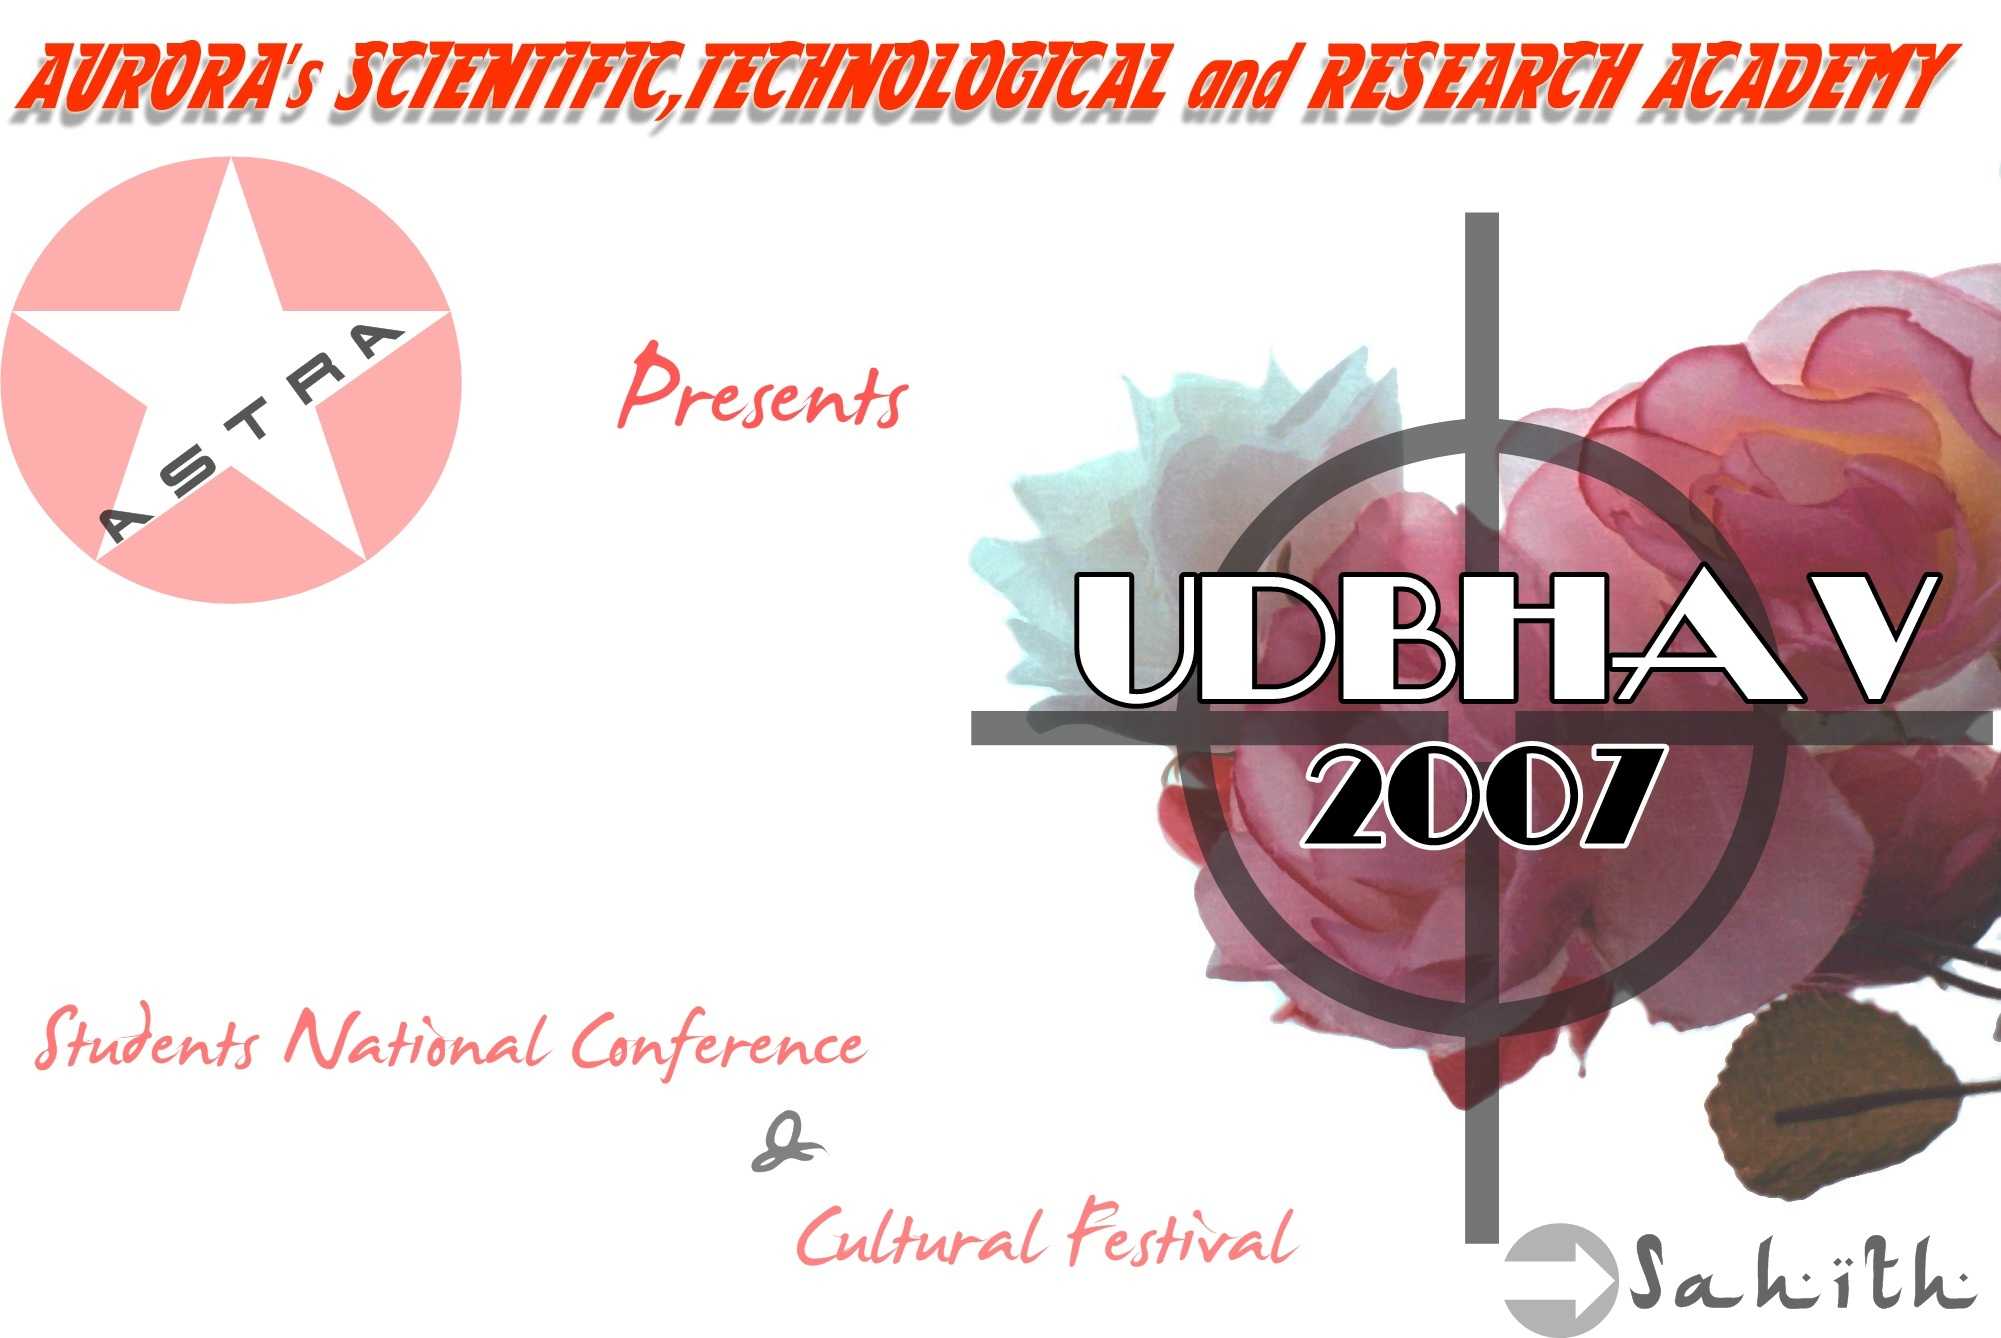 AURORA's SCIENTIFIC,TECHNOLOGICAL and RESEARCH ACADEMY
ASTRA
Presents
UDBHAV
2007
Students National Conference
&
Cultural Festival
Sahith